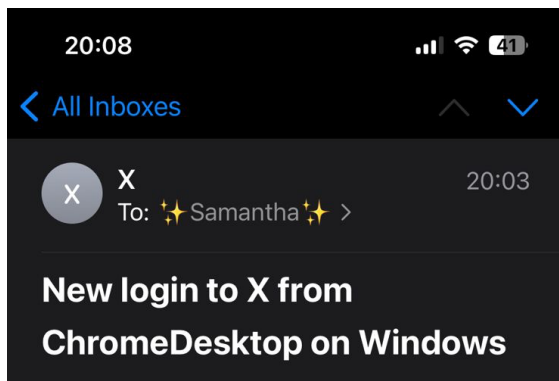 20:08
41
All Inboxes
X
X
20:03
To: ✨Samantha✨ >
New login to X from
ChromeDesktop on Windows